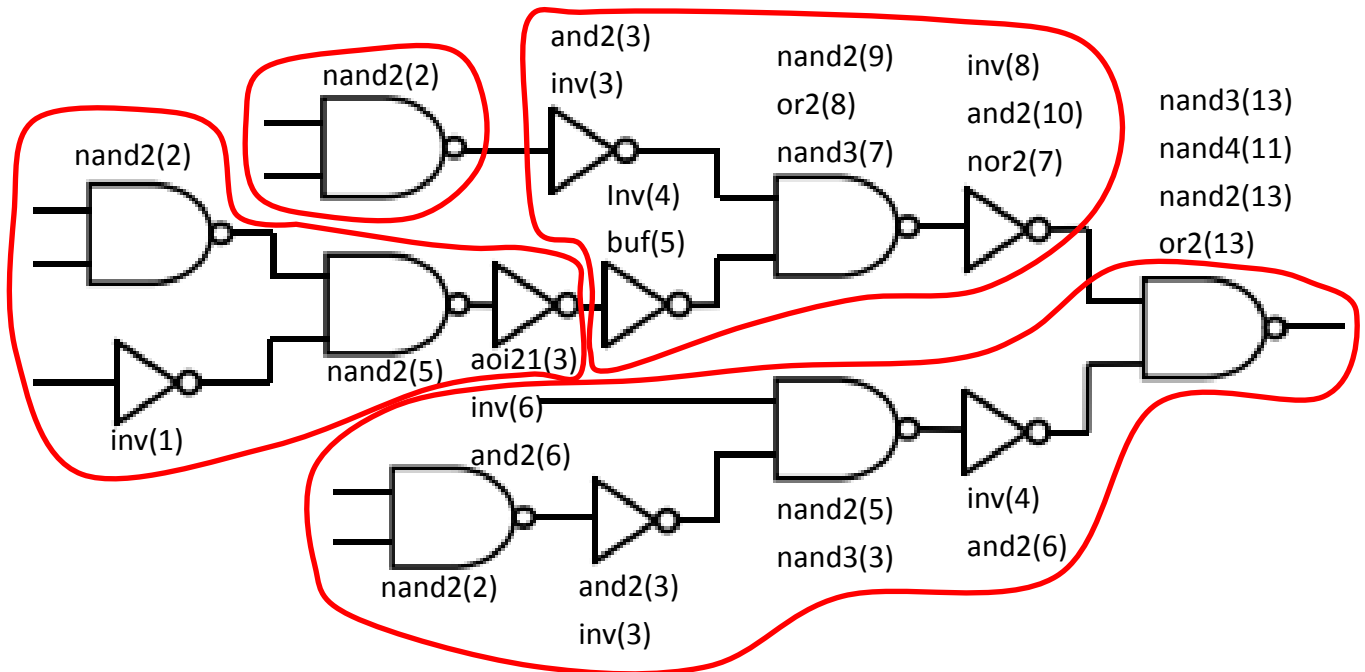 and2(3)
inv(3)
nand2(9)
or2(8)
nand3(7)
inv(8)
and2(10)
nor2(7)
nand3(13)
nand4(11)
nand2(13)
or2(13)
nand2(2)
nand2(2)
Inv(4)
buf(5)
nand2(5)
aoi21(3)
inv(6)
and2(6)
inv(1)
nand2(5)
nand3(3)
inv(4)
and2(6)
nand2(2)
and2(3)
inv(3)